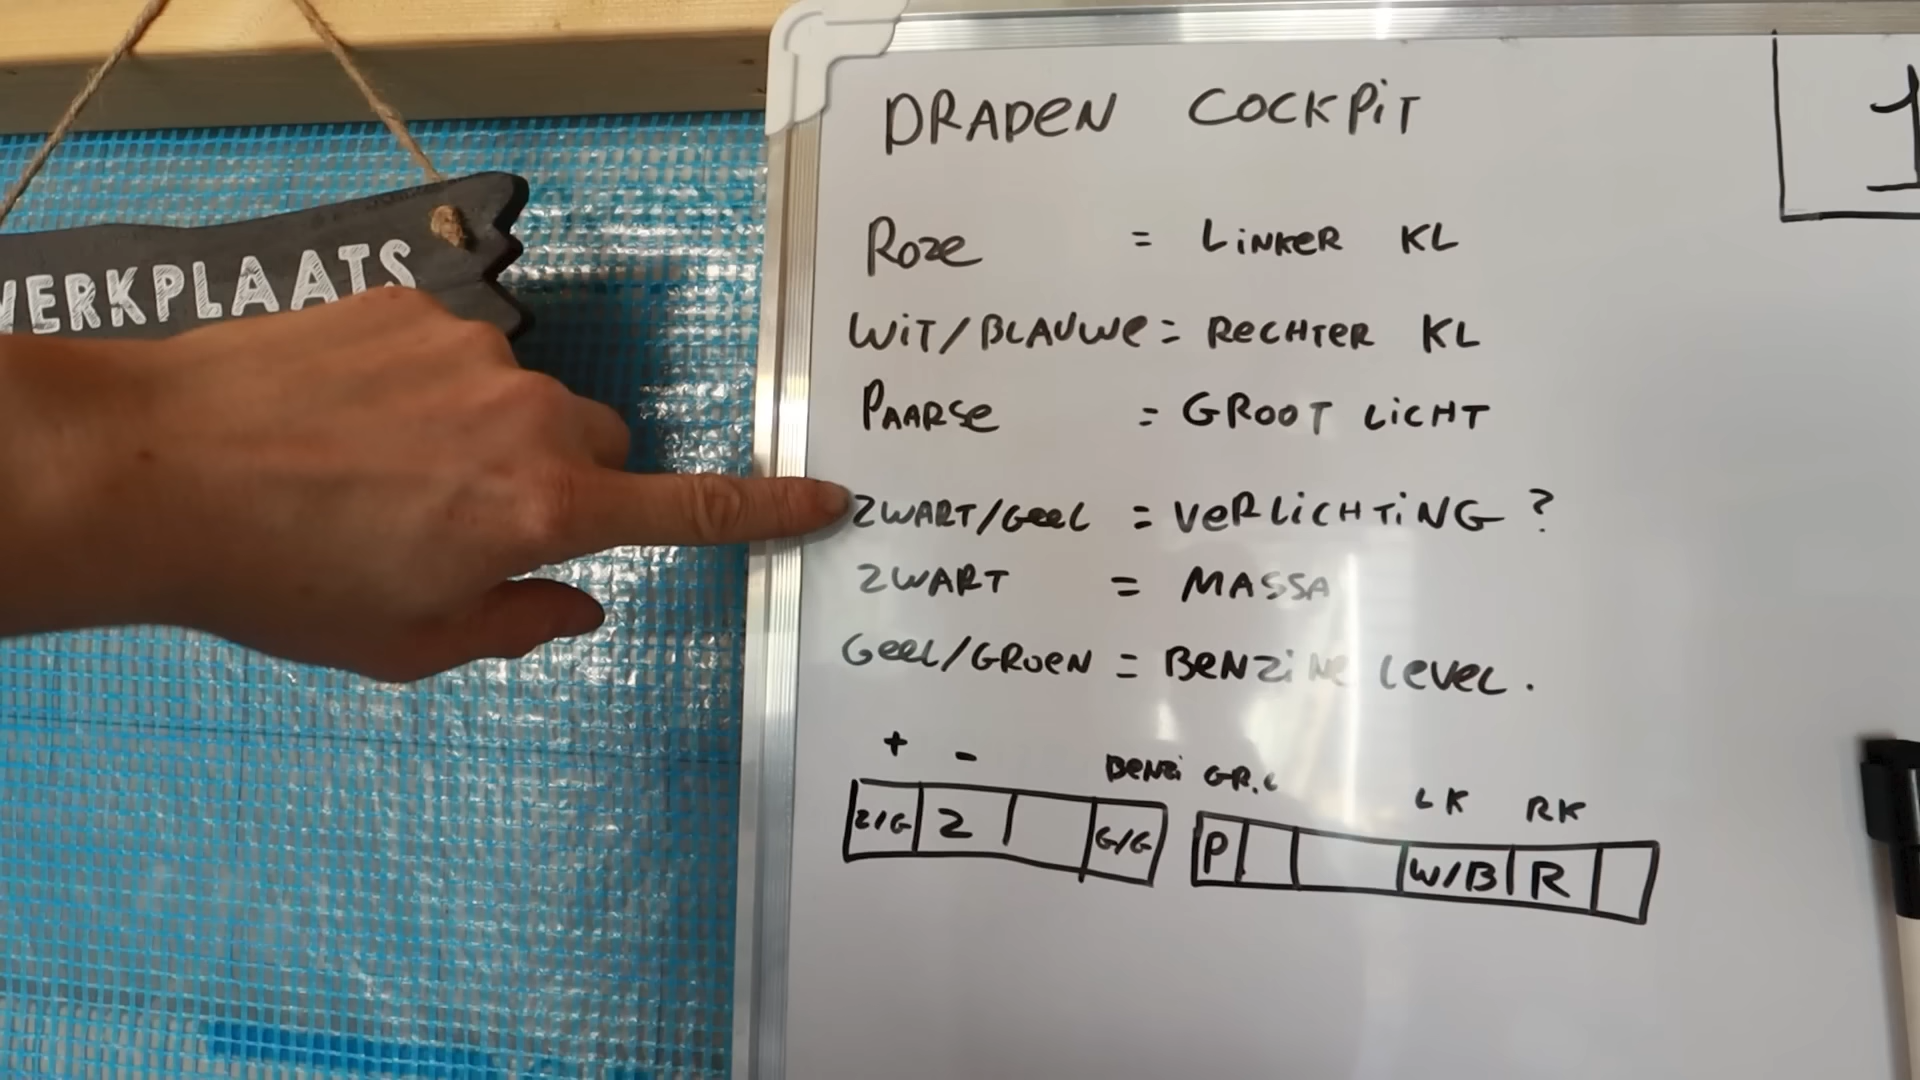 WERKPLAATS
DRADEN COCKPIT
1
ROZE = LINKER KL
WIT/BLAUWE = RECHTER KL
PAARSE = GROOT LICHT
ZWART/GEEL = VERLICHTING ?
ZWART = MASSA
GEEL/GROEN = BENZINE LEVEL.
+ - BENZI GR.L LK RK
Z/G Z G/G P W/B R